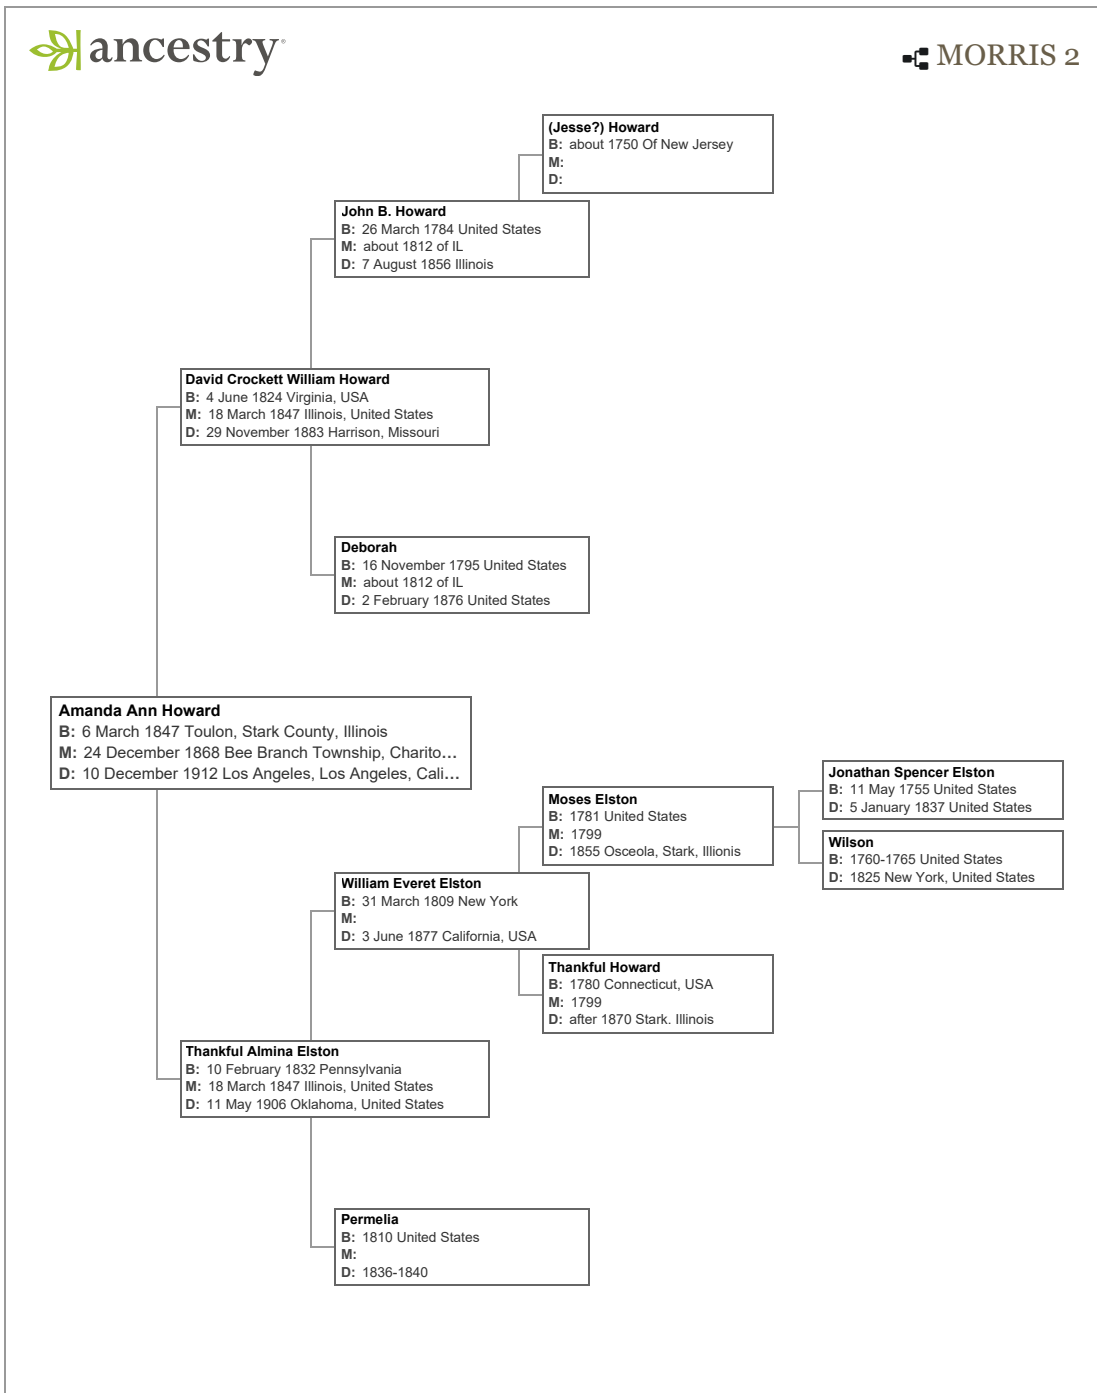 ancestry
MORRIS 2
(Jesse?) Howard
B: about 1750 Of New Jersey
M:
D:
John B. Howard
B: 26 March 1784 United States
M: about 1812 of IL
D: 7 August 1856 Illinois
David Crockett William Howard
B: 4 June 1824 Virginia, USA
M: 18 March 1847 Illinois, United States
D: 29 November 1883 Harrison, Missouri
Deborah
B: 16 November 1795 United States
M: about 1812 of IL
D: 2 February 1876 United States
Amanda Ann Howard
B: 6 March 1847 Toulon, Stark County, Illinois
M: 24 December 1868 Bee Branch Township, Charito...
D: 10 December 1912 Los Angeles, Los Angeles, Cali...
Jonathan Spencer Elston
B: 11 May 1755 United States
D: 5 January 1837 United States
Moses Elston
B: 1781 United States
M: 1799
D: 1855 Osceola, Stark, Illionis
Wilson
B: 1760-1765 United States
D: 1825 New York, United States
William Everet Elston
B: 31 March 1809 New York
M:
D: 3 June 1877 California, USA
Thankful Howard
B: 1780 Connecticut, USA
M: 1799
D: after 1870 Stark. Illinois
Thankful Almina Elston
B: 10 February 1832 Pennsylvania
M: 18 March 1847 Illinois, United States
D: 11 May 1906 Oklahoma, United States
Permelia
B: 1810 United States
M:
D: 1836-1840